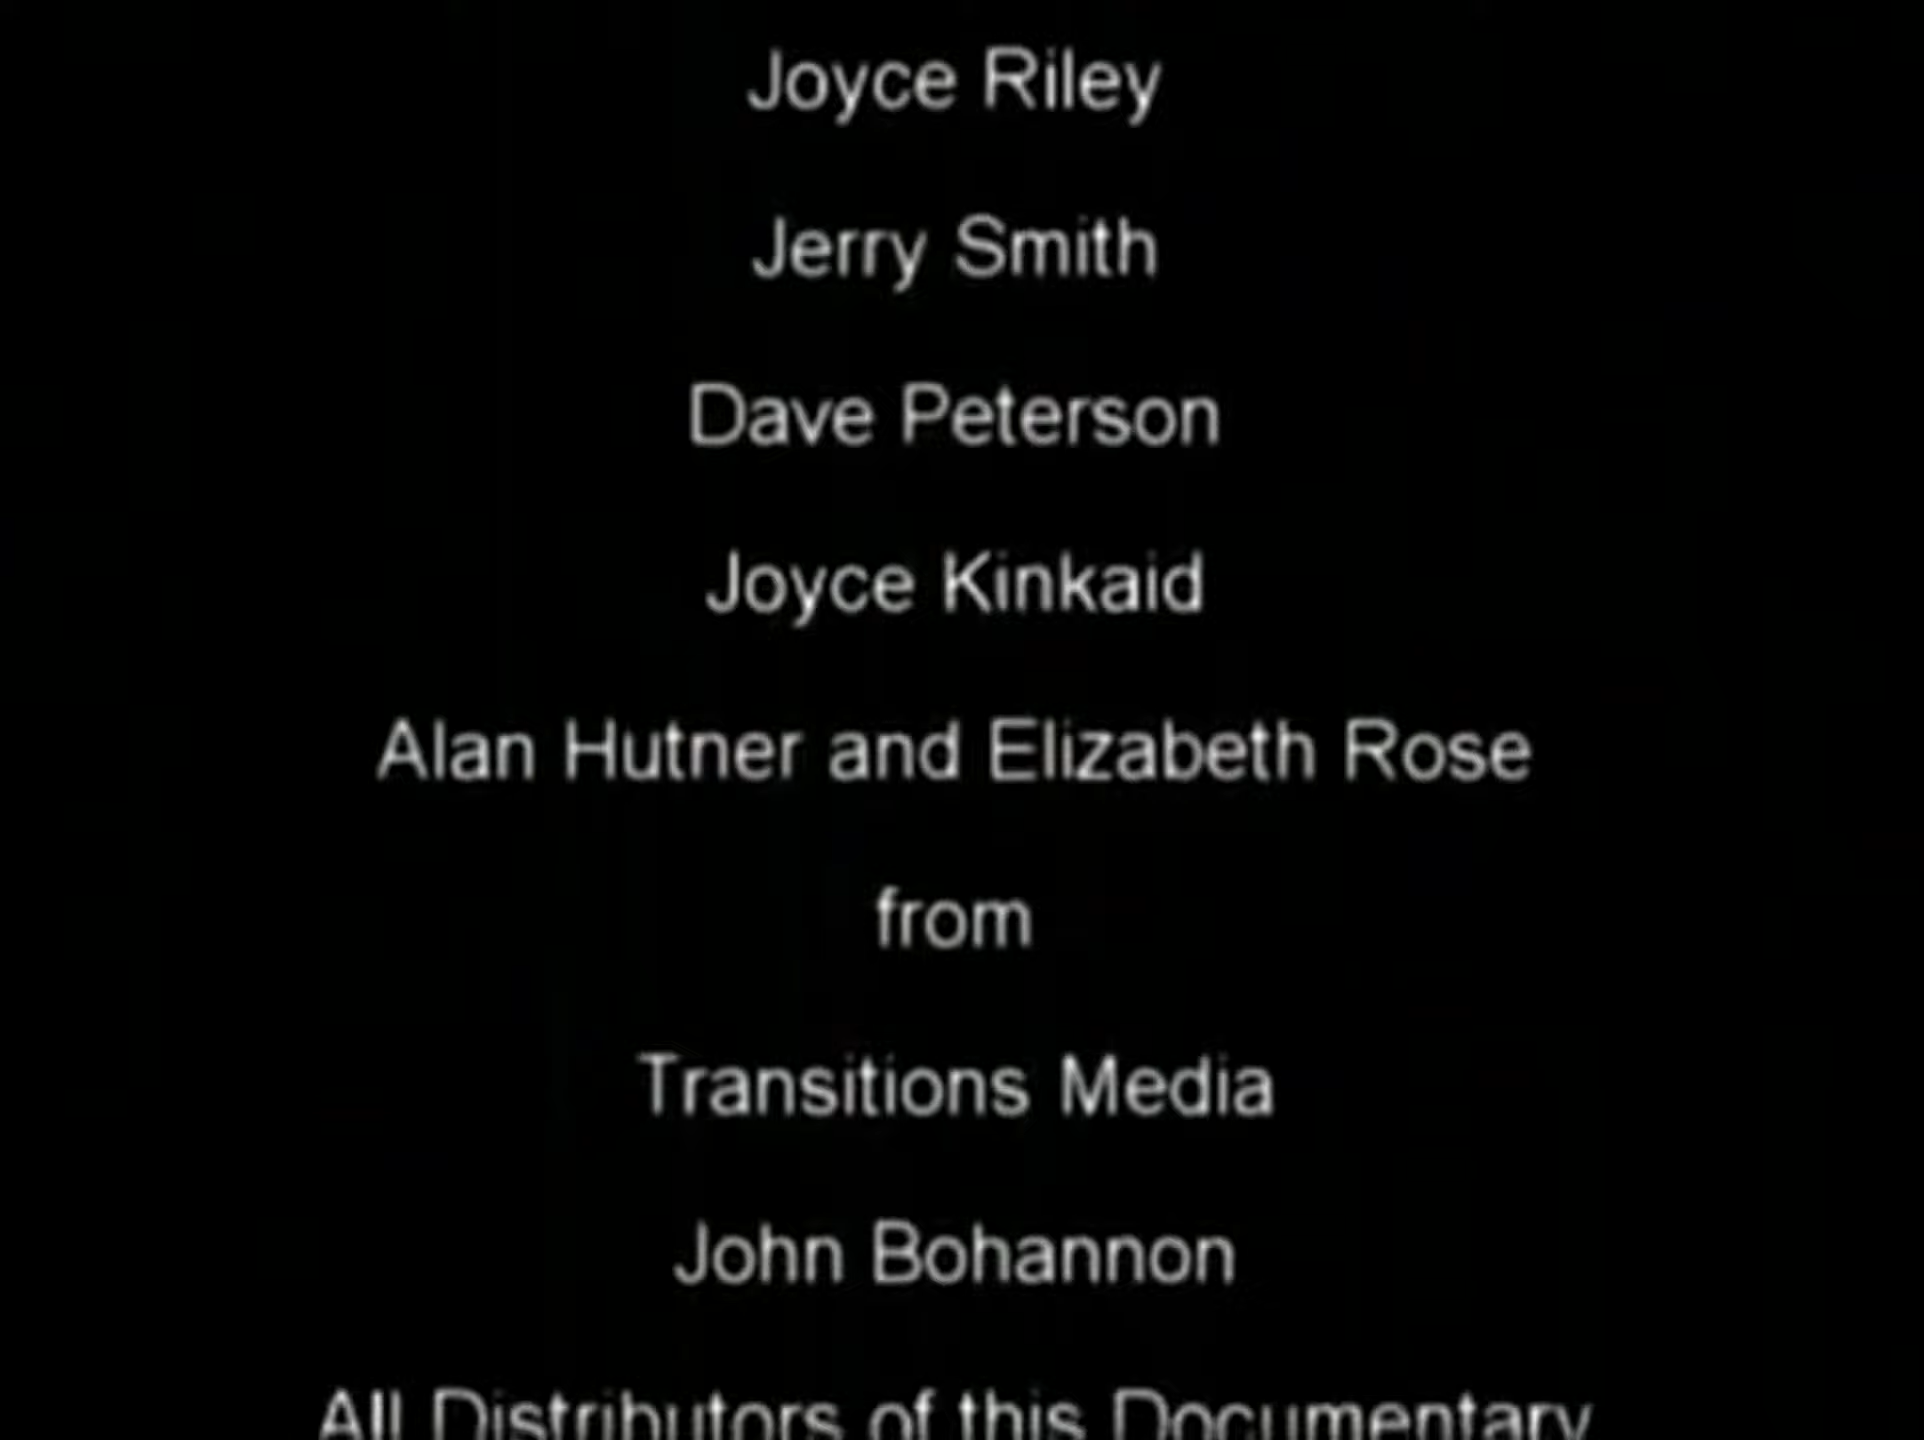 Joyce Riley
Jerry Smith
Dave Peterson
Joyce Kinkaid
Alan Hutner and Elizabeth Rose
from
Transitions Media
John Bohannon
All Distributors of this Documentary